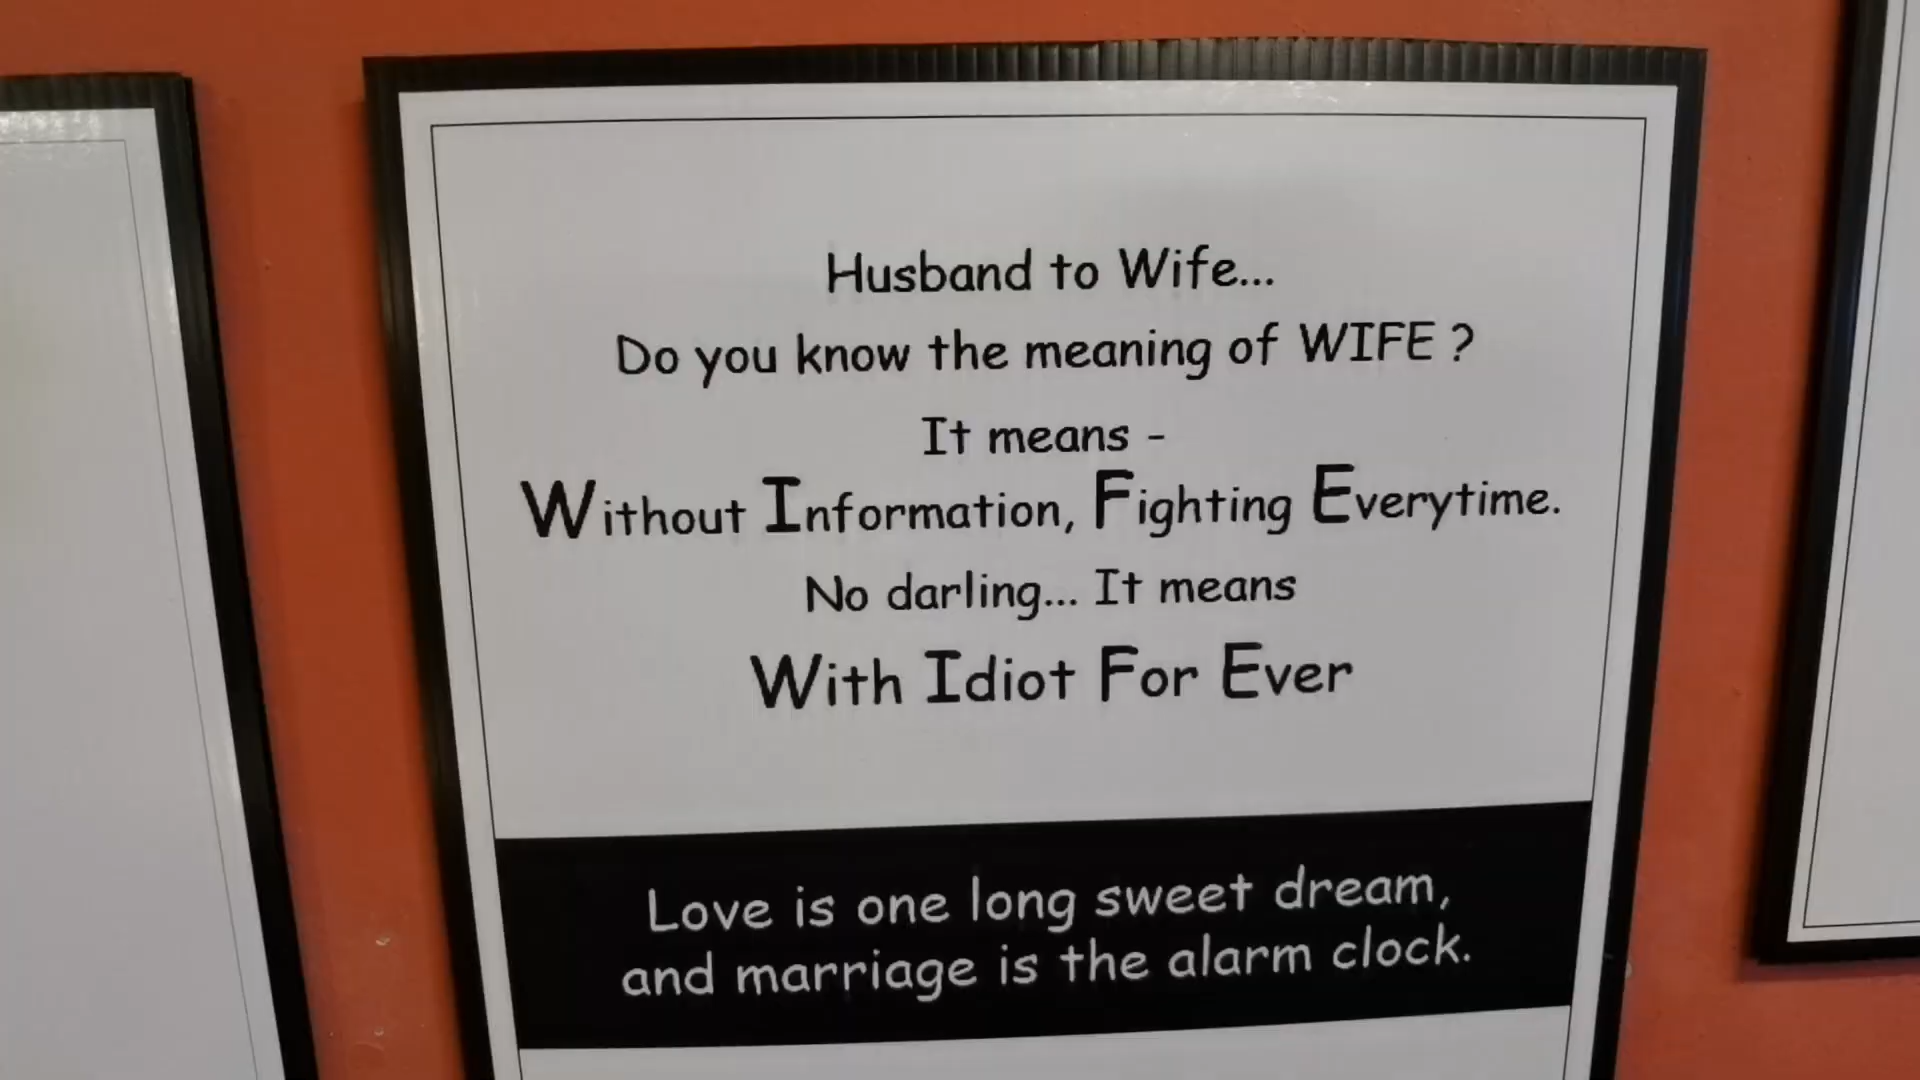 Husband to Wife...
Do you know the meaning of WIFE ?
It means -
Without Information, Fighting Everytime.
No darling... It means
With Idiot For Ever
Love is one long sweet dream,
and marriage is the alarm clock.